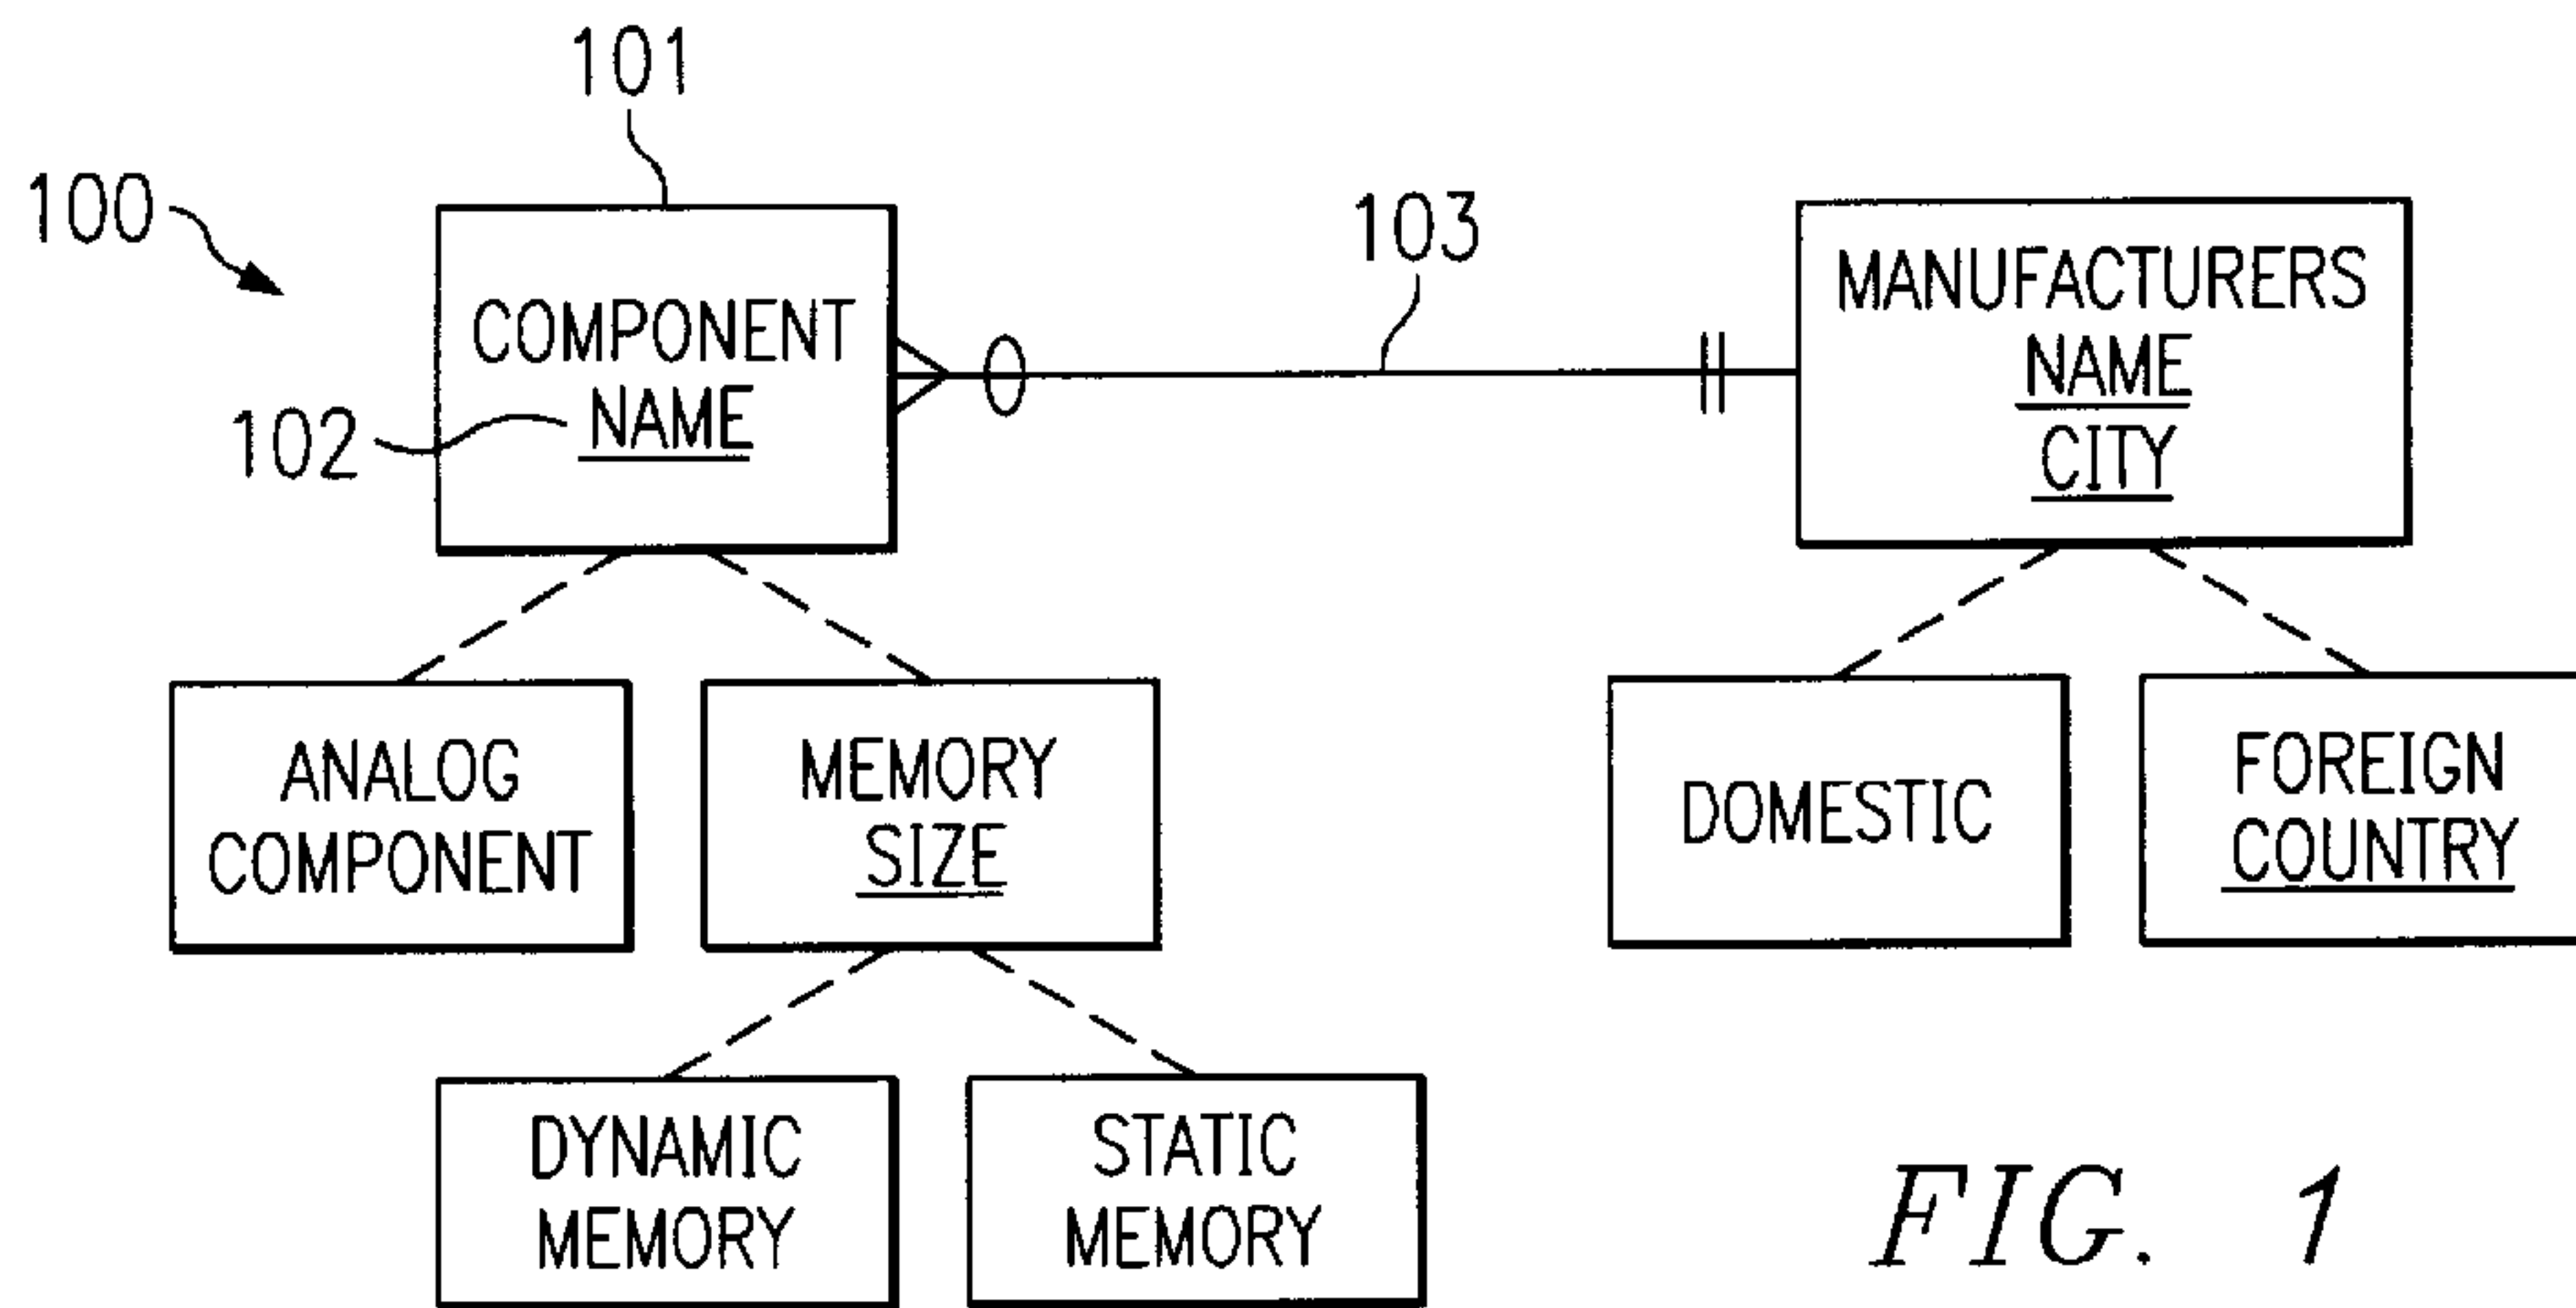 101
100
103
COMPONENT
NAME
102
MANUFACTURERS
NAME
CITY
ANALOG
COMPONENT
MEMORY
SIZE
DOMESTIC
FOREIGN
COUNTRY
DYNAMIC
MEMORY
STATIC
MEMORY
FIG. 1